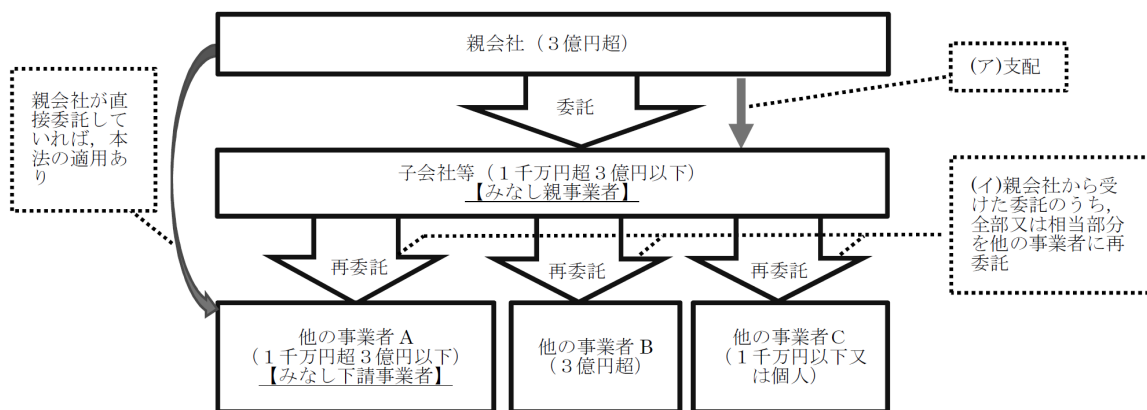 親会社（３億円超）
(ア)支配
親会社が直
接委託して
いれば，本
法の適用あ
り
委託
子会社等（１千万円超３億円以下）
【みなし親事業者】
(イ)親会社から受
けた委託のうち，
全部又は相当部分
を他の事業者に再
委託
再委託
再委託
再委託
他の事業者 A
（１千万円超３億円以下）
【みなし下請事業者】
他の事業者 B
（３億円超）
他の事業者C
（１千万円以下又
は個人）